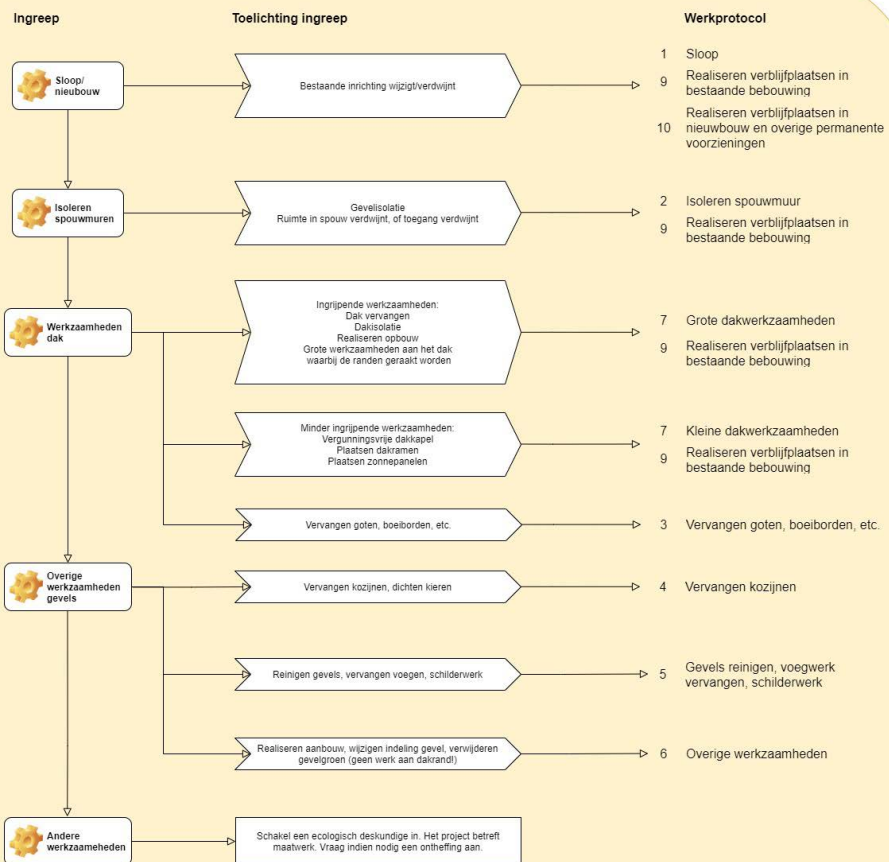 Ingreep
Toelichting ingreep
Werkprotocol
Sloop/
nieubouw
Bestaande inrichting wijzigt/verdwijnt
1 Sloop
9 Realiseren verblijfplaatsen in
bestaande bebouwing
10 Realiseren verblijfplaatsen in
nieuwbouw en overige permanente
voorzieningen
Isoleren
spouwmuren
Gevelisolatie
Ruimte in spouw verdwijnt, of toegang verdwijnt
2 Isoleren spouwmuur
9 Realiseren verblijfplaatsen in
bestaande bebouwing
Werkzaamheden
dak
Ingrijpende werkzaamheden:
Dak vervangen
Dakisolatie
Realiseren opbouw
Grote werkzaamheden aan het dak
waarbij de randen geraakt worden
7 Grote dakwerkzaamheden
9 Realiseren verblijfplaatsen in
bestaande bebouwing
Minder ingrijpende werkzaamheden:
Vergunningsvrije dakkapel
Plaatsen dakramen
Plaatsen zonnepanelen
7 Kleine dakwerkzaamheden
9 Realiseren verblijfplaatsen in
bestaande bebouwing
Vervangen goten, boeiborden, etc.
3 Vervangen goten, boeiborden, etc.
Overige
werkzaamheden
gevels
Vervangen kozijnen, dichten kieren
4 Vervangen kozijnen
Reinigen gevels, vervangen voegen, schilderwerk
5 Gevels reinigen, voegwerk
vervangen, schilderwerk
Realiseren aanbouw, wijzigen indeling gevel, verwijderen
gevelgroen (geen werk aan dakrand!)
6 Overige werkzaamheden
Andere
werkzaameheden
Schakel een ecologisch deskundige in. Het project betreft
maatwerk. Vraag indien nodig een ontheffing aan.